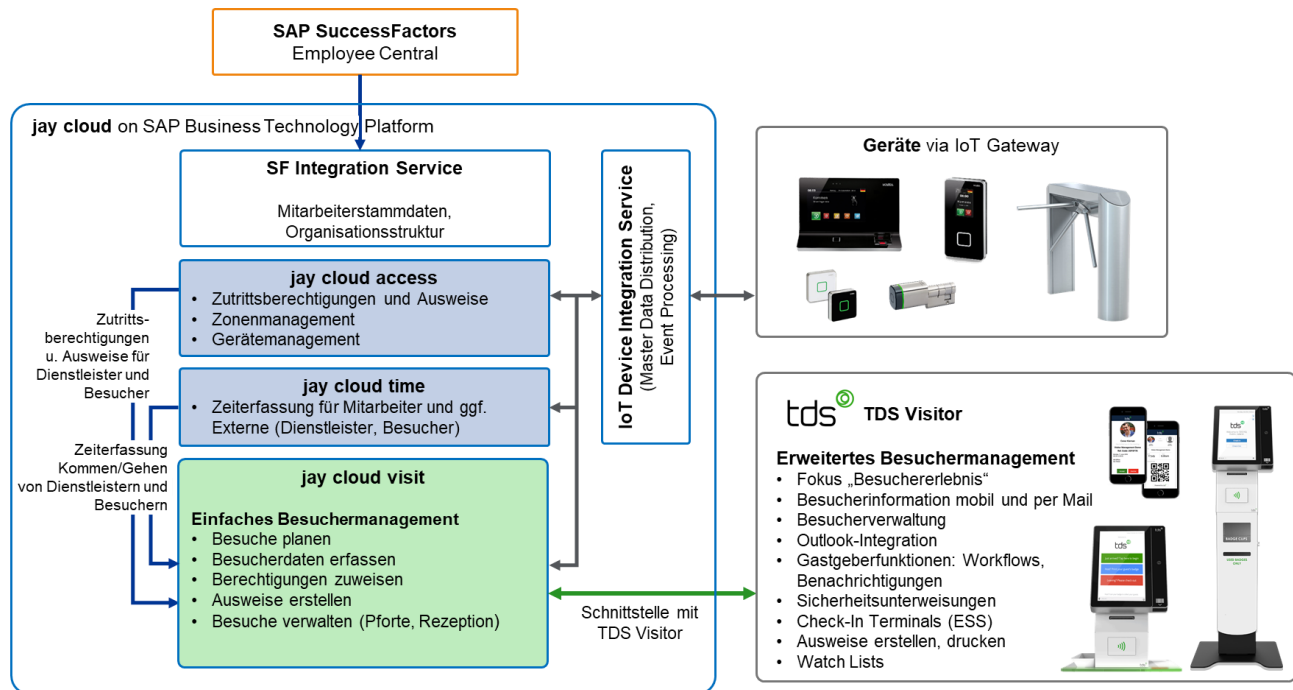 SAP SuccessFactors
Employee Central
jay cloud on SAP Business Technology Platform
SF Integration Service
Mitarbeiterstammdaten,
Organisationsstruktur
jay cloud access
• Zutrittsberechtigungen und Ausweise
• Zonenmanagement
• Gerätemanagement
jay cloud time
• Zeiterfassung für Mitarbeiter und ggf.
Externe (Dienstleister, Besucher)
jay cloud visit
Einfaches Besuchermanagement
• Besuche planen
• Besucherdaten erfassen
• Berechtigungen zuweisen
• Ausweise erstellen
• Besuche verwalten (Pforte, Rezeption)
Zutritts-
berechtigungen
u. Ausweise für
Dienstleister und
Besucher
Zeiterfassung
Kommen/Gehen
von Dienstleistern und
Besuchern
IoT Device Integration Service
(Master Data Distribution,
Event Processing)
Schnittstelle mit
TDS Visitor
Geräte via IoT Gateway
tds TDS Visitor
Erweitertes Besuchermanagement
• Fokus „Besuchererlebnis“
• Besucherinformation mobil und per Mail
• Besucherverwaltung
• Outlook-Integration
• Gastgeberfunktionen: Workflows,
Benachrichtigungen
• Sicherheitsunterweisungen
• Check-In Terminals (ESS)
• Ausweise erstellen, drucken
• Watch Lists
tds
tds